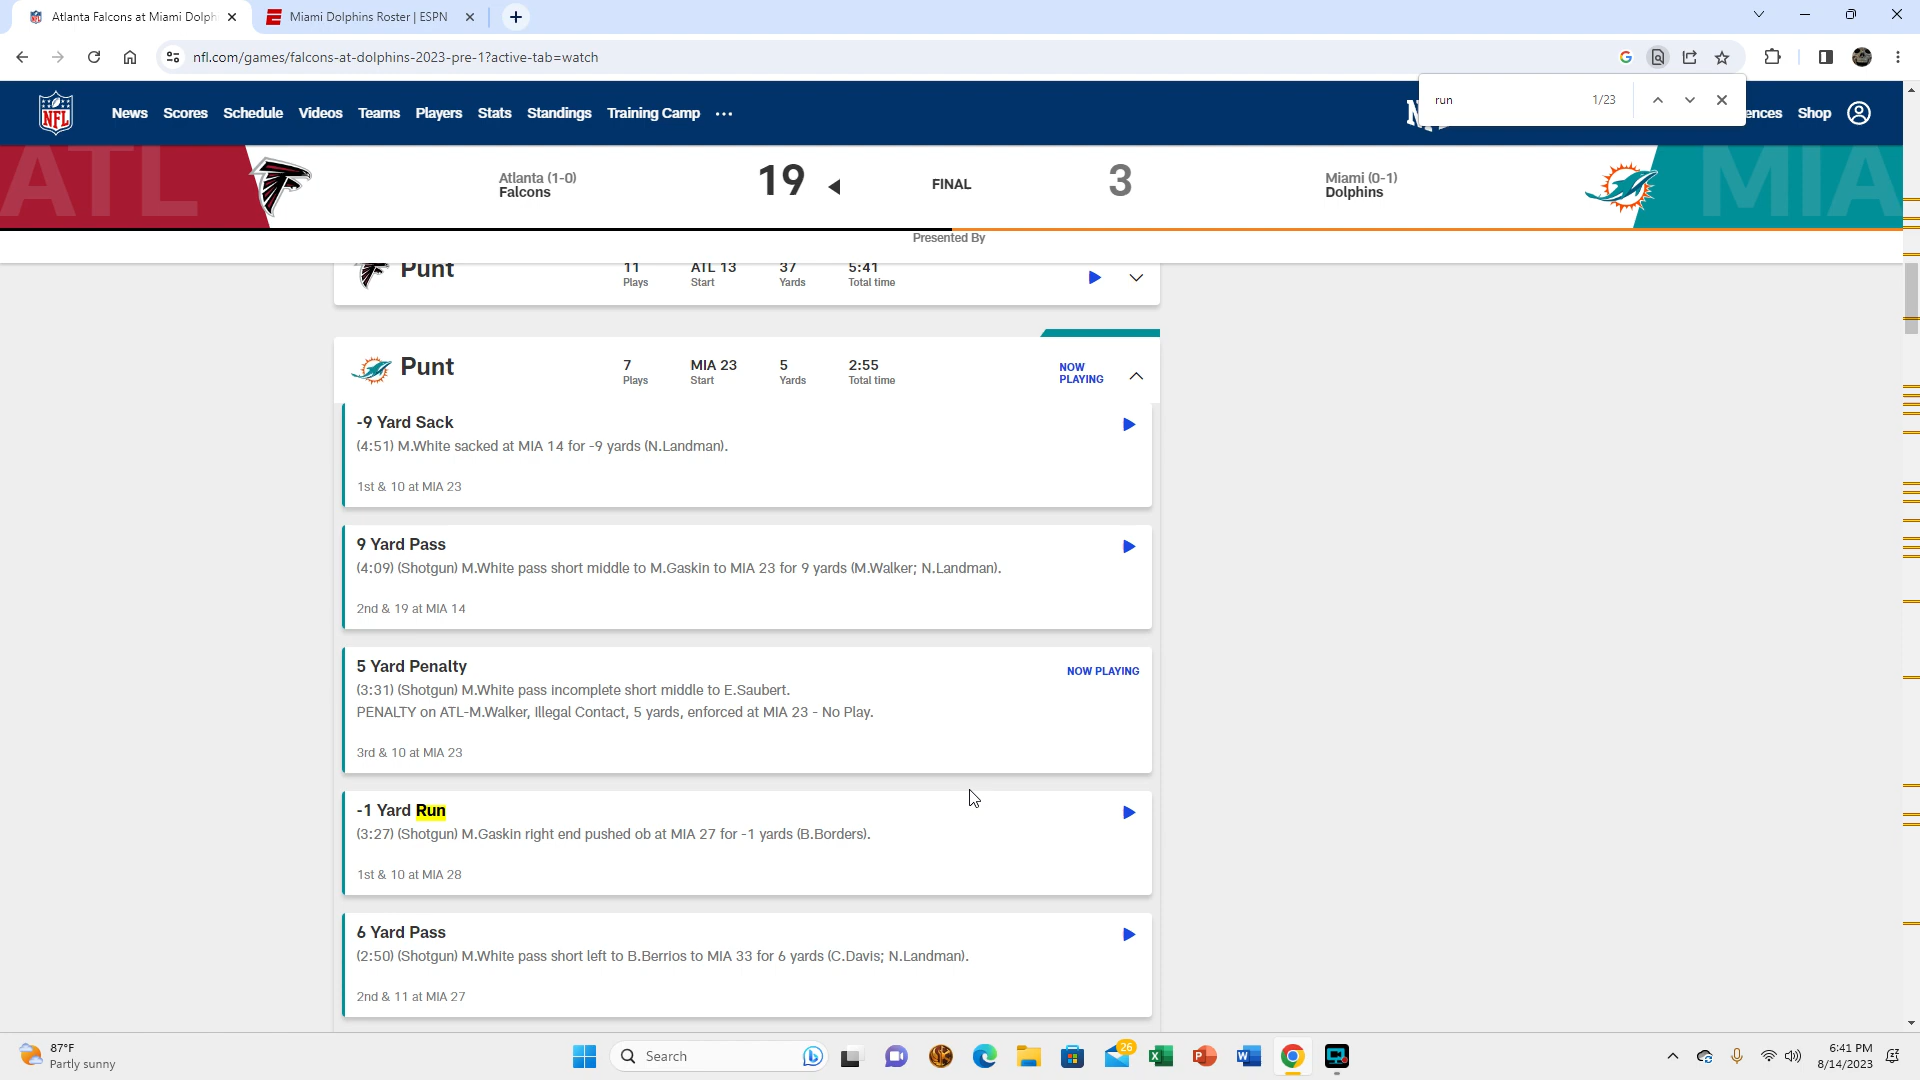 Atlanta Falcons at Miami Dolph
Miami Dolphins Roster | ESPN
nfl.com/games/falcons-at-dolphins-2023-pre-1?active-tab=watch
run 1/23
NFL
News Scores Schedule Videos Teams Players Stats Standings Training Camp ... ences Shop
ATL
Atlanta (1-0)
Falcons
19
FINAL
3
Miami (0-1)
Dolphins
MIA
Presented By
Punt
11 ATL 13 37 5:41
Plays Start Yards Total time
Punt
7 MIA 23 5 2:55
Plays Start Yards Total time
NOW
PLAYING
-9 Yard Sack
(4:51) M.White sacked at MIA 14 for -9 yards (N.Landman).
1st & 10 at MIA 23
9 Yard Pass
(4:09) (Shotgun) M.White pass short middle to M.Gaskin to MIA 23 for 9 yards (M.Walker; N.Landman).
2nd & 19 at MIA 14
5 Yard Penalty
NOW PLAYING
(3:31) (Shotgun) M.White pass incomplete short middle to E.Saubert.
PENALTY on ATL-M.Walker, Illegal Contact, 5 yards, enforced at MIA 23 - No Play.
3rd & 10 at MIA 23
-1 Yard Run
(3:27) (Shotgun) M.Gaskin right end pushed ob at MIA 27 for -1 yards (B.Borders).
1st & 10 at MIA 28
6 Yard Pass
(2:50) (Shotgun) M.White pass short left to B.Berrios to MIA 33 for 6 yards (C.Davis; N.Landman).
2nd & 11 at MIA 27
87°F
Partly sunny
Search
26
6:41 PM
8/14/2023